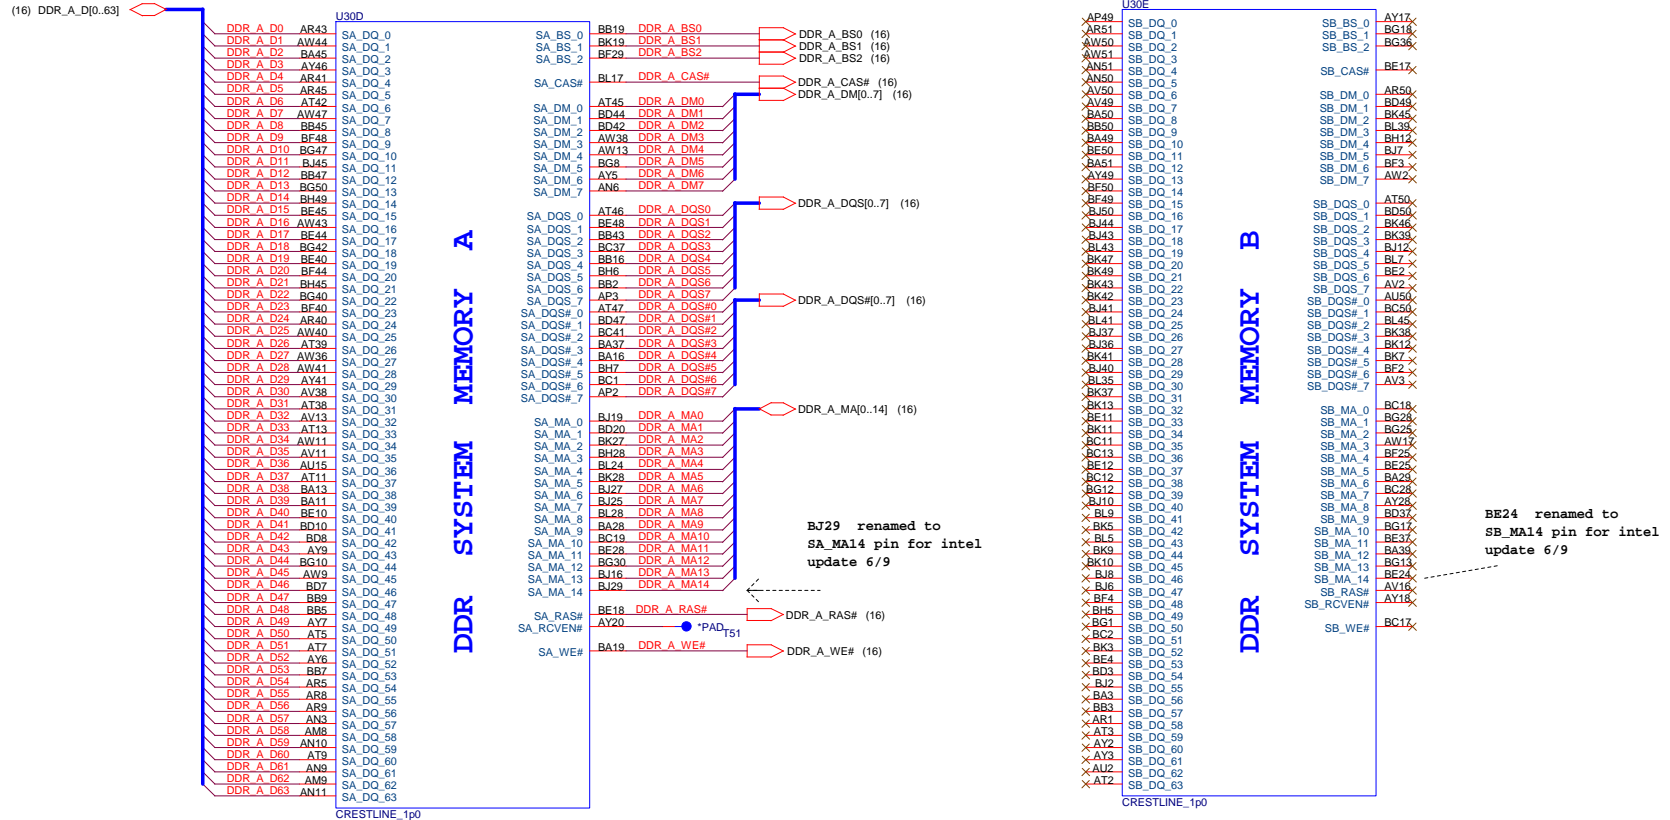 (16) DDR_A_D[0..63]
U30D
DDR_A_D0 AR43 SA_DQ_0
DDR_A_D1 AW44 SA_DQ_1
DDR_A_D2 BA45 SA_DQ_2
DDR_A_D3 AY46 SA_DQ_3
DDR_A_D4 AR41 SA_DQ_4
DDR_A_D5 AR45 SA_DQ_5
DDR_A_D6 AT42 SA_DQ_6
DDR_A_D7 AW47 SA_DQ_7
DDR_A_D8 BB45 SA_DQ_8
DDR_A_D9 BF48 SA_DQ_9
DDR_A_D10 BG47 SA_DQ_10
DDR_A_D11 BJ45 SA_DQ_11
DDR_A_D12 BB47 SA_DQ_12
DDR_A_D13 BG50 SA_DQ_13
DDR_A_D14 BH49 SA_DQ_14
DDR_A_D15 BE45 SA_DQ_15
DDR_A_D16 AW43 SA_DQ_16
DDR_A_D17 BE44 SA_DQ_17
DDR_A_D18 BG42 SA_DQ_18
DDR_A_D19 BE40 SA_DQ_19
DDR_A_D20 BF44 SA_DQ_20
DDR_A_D21 BH45 SA_DQ_21
DDR_A_D22 BG40 SA_DQ_22
DDR_A_D23 BF40 SA_DQ_23
DDR_A_D24 AR40 SA_DQ_24
DDR_A_D25 AW40 SA_DQ_25
DDR_A_D26 AT39 SA_DQ_26
DDR_A_D27 AW36 SA_DQ_27
DDR_A_D28 AW41 SA_DQ_28
DDR_A_D29 AY41 SA_DQ_29
DDR_A_D30 AV38 SA_DQ_30
DDR_A_D31 AT38 SA_DQ_31
DDR_A_D32 AV13 SA_DQ_32
DDR_A_D33 AT13 SA_DQ_33
DDR_A_D34 AW11 SA_DQ_34
DDR_A_D35 AV11 SA_DQ_35
DDR_A_D36 AU15 SA_DQ_36
DDR_A_D37 AT11 SA_DQ_37
DDR_A_D38 BA13 SA_DQ_38
DDR_A_D39 BA11 SA_DQ_39
DDR_A_D40 BE10 SA_DQ_40
DDR_A_D41 BD10 SA_DQ_41
DDR_A_D42 BD8 SA_DQ_42
DDR_A_D43 AY9 SA_DQ_43
DDR_A_D44 BG10 SA_DQ_44
DDR_A_D45 AW9 SA_DQ_45
DDR_A_D46 BD7 SA_DQ_46
DDR_A_D47 BB9 SA_DQ_47
DDR_A_D48 BB5 SA_DQ_48
DDR_A_D49 AY7 SA_DQ_49
DDR_A_D50 AT5 SA_DQ_50
DDR_A_D51 AT7 SA_DQ_51
DDR_A_D52 AY6 SA_DQ_52
DDR_A_D53 BB7 SA_DQ_53
DDR_A_D54 AR5 SA_DQ_54
DDR_A_D55 AR8 SA_DQ_55
DDR_A_D56 AR9 SA_DQ_56
DDR_A_D57 AN3 SA_DQ_57
DDR_A_D58 AM8 SA_DQ_58
DDR_A_D59 AN10 SA_DQ_59
DDR_A_D60 AT9 SA_DQ_60
DDR_A_D61 AN9 SA_DQ_61
DDR_A_D62 AM9 SA_DQ_62
DDR_A_D63 AN11 SA_DQ_63
DDR SYSTEM MEMORY A
SA_BS_0 BB19 DDR_A_BS0 DDR_A_BS0 (16)
SA_BS_1 BK19 DDR_A_BS1 DDR_A_BS1 (16)
SA_BS_2 BF29 DDR_A_BS2 DDR_A_BS2 (16)
SA_CAS# BL17 DDR_A_CAS# DDR_A_CAS# (16)
DDR_A_DM[0..7] (16)
SA_DM_0 AT45 DDR_A_DM0
SA_DM_1 BD44 DDR_A_DM1
SA_DM_2 BD42 DDR_A_DM2
SA_DM_3 AW38 DDR_A_DM3
SA_DM_4 AW13 DDR_A_DM4
SA_DM_5 BG8 DDR_A_DM5
SA_DM_6 AY5 DDR_A_DM6
SA_DM_7 AN6 DDR_A_DM7
DDR_A_DQS[0..7] (16)
SA_DQS_0 AT46 DDR_A_DQS0
SA_DQS_1 BE48 DDR_A_DQS1
SA_DQS_2 BB43 DDR_A_DQS2
SA_DQS_3 BC37 DDR_A_DQS3
SA_DQS_4 BB16 DDR_A_DQS4
SA_DQS_5 BH6 DDR_A_DQS5
SA_DQS_6 BB2 DDR_A_DQS6
SA_DQS_7 AP3 DDR_A_DQS7
DDR_A_DQS#[0..7] (16)
SA_DQS#_0 AT47 DDR_A_DQS#0
SA_DQS#_1 BD47 DDR_A_DQS#1
SA_DQS#_2 BC41 DDR_A_DQS#2
SA_DQS#_3 BA37 DDR_A_DQS#3
SA_DQS#_4 BA16 DDR_A_DQS#4
SA_DQS#_5 BH7 DDR_A_DQS#5
SA_DQS#_6 BC1 DDR_A_DQS#6
SA_DQS#_7 AP2 DDR_A_DQS#7
DDR_A_MA[0..14] (16)
SA_MA_0 BJ19 DDR_A_MA0
SA_MA_1 BD20 DDR_A_MA1
SA_MA_2 BK27 DDR_A_MA2
SA_MA_3 BH28 DDR_A_MA3
SA_MA_4 BL24 DDR_A_MA4
SA_MA_5 BK28 DDR_A_MA5
SA_MA_6 BJ27 DDR_A_MA6
SA_MA_7 BJ25 DDR_A_MA7
SA_MA_8 BL28 DDR_A_MA8
SA_MA_9 BA28 DDR_A_MA9
SA_MA_10 BC19 DDR_A_MA10
SA_MA_11 BE28 DDR_A_MA11
SA_MA_12 BG30 DDR_A_MA12
SA_MA_13 BJ16 DDR_A_MA13
SA_MA_14 BJ29 DDR_A_MA14
SA_RAS# BE18 DDR_A_RAS# DDR_A_RAS# (16)
SA_RCVEN# AY20 *PAD T51
SA_WE# BA19 DDR_A_WE# DDR_A_WE# (16)
CRESTLINE_1p0
BJ29 renamed to
SA_MA14 pin for intel
update 6/9
U30E
AP49 SB_DQ_0
AR51 SB_DQ_1
AW50 SB_DQ_2
AW51 SB_DQ_3
AN51 SB_DQ_4
AN50 SB_DQ_5
AV50 SB_DQ_6
AV49 SB_DQ_7
BA50 SB_DQ_8
BB50 SB_DQ_9
BA49 SB_DQ_10
BE50 SB_DQ_11
BA51 SB_DQ_12
AY49 SB_DQ_13
BF50 SB_DQ_14
BF49 SB_DQ_15
BJ50 SB_DQ_16
BJ44 SB_DQ_17
BJ43 SB_DQ_18
BL43 SB_DQ_19
BK47 SB_DQ_20
BK49 SB_DQ_21
BK43 SB_DQ_22
BK42 SB_DQ_23
BJ41 SB_DQ_24
BL41 SB_DQ_25
BJ37 SB_DQ_26
BJ36 SB_DQ_27
BK41 SB_DQ_28
BJ40 SB_DQ_29
BL35 SB_DQ_30
BK37 SB_DQ_31
BK13 SB_DQ_32
BE11 SB_DQ_33
BK11 SB_DQ_34
BC11 SB_DQ_35
BC13 SB_DQ_36
BE12 SB_DQ_37
BC12 SB_DQ_38
BG12 SB_DQ_39
BJ10 SB_DQ_40
BL9 SB_DQ_41
BK5 SB_DQ_42
BL5 SB_DQ_43
BK9 SB_DQ_44
BK10 SB_DQ_45
BJ8 SB_DQ_46
BJ6 SB_DQ_47
BF4 SB_DQ_48
BH5 SB_DQ_49
BG1 SB_DQ_50
BC2 SB_DQ_51
BK3 SB_DQ_52
BE4 SB_DQ_53
BD3 SB_DQ_54
BJ2 SB_DQ_55
BA3 SB_DQ_56
BB3 SB_DQ_57
AR1 SB_DQ_58
AT3 SB_DQ_59
AY2 SB_DQ_60
AY3 SB_DQ_61
AU2 SB_DQ_62
AT2 SB_DQ_63
DDR SYSTEM MEMORY B
SB_BS_0 AY17
SB_BS_1 BG18
SB_BS_2 BG36
SB_CAS# BE17
SB_DM_0 AR50
SB_DM_1 BD49
SB_DM_2 BK45
SB_DM_3 BL39
SB_DM_4 BH12
SB_DM_5 BJ7
SB_DM_6 BF3
SB_DM_7 AW2
SB_DQS_0 AT50
SB_DQS_1 BD50
SB_DQS_2 BK46
SB_DQS_3 BK39
SB_DQS_4 BJ12
SB_DQS_5 BL7
SB_DQS_6 BE2
SB_DQS_7 AV2
SB_DQS#_0 AU50
SB_DQS#_1 BC50
SB_DQS#_2 BL45
SB_DQS#_3 BK38
SB_DQS#_4 BK12
SB_DQS#_5 BK7
SB_DQS#_6 BF2
SB_DQS#_7 AV3
SB_MA_0 BC18
SB_MA_1 BG28
SB_MA_2 BG25
SB_MA_3 AW17
SB_MA_4 BF25
SB_MA_5 BE25
SB_MA_6 BA29
SB_MA_7 BC28
SB_MA_8 AY28
SB_MA_9 BD37
SB_MA_10 BG17
SB_MA_11 BE37
SB_MA_12 BA39
SB_MA_13 BG13
SB_MA_14 BE24
SB_RAS# AV16
SB_RCVEN# AY18
SB_WE# BC17
CRESTLINE_1p0
BE24 renamed to
SB_MA14 pin for intel
update 6/9